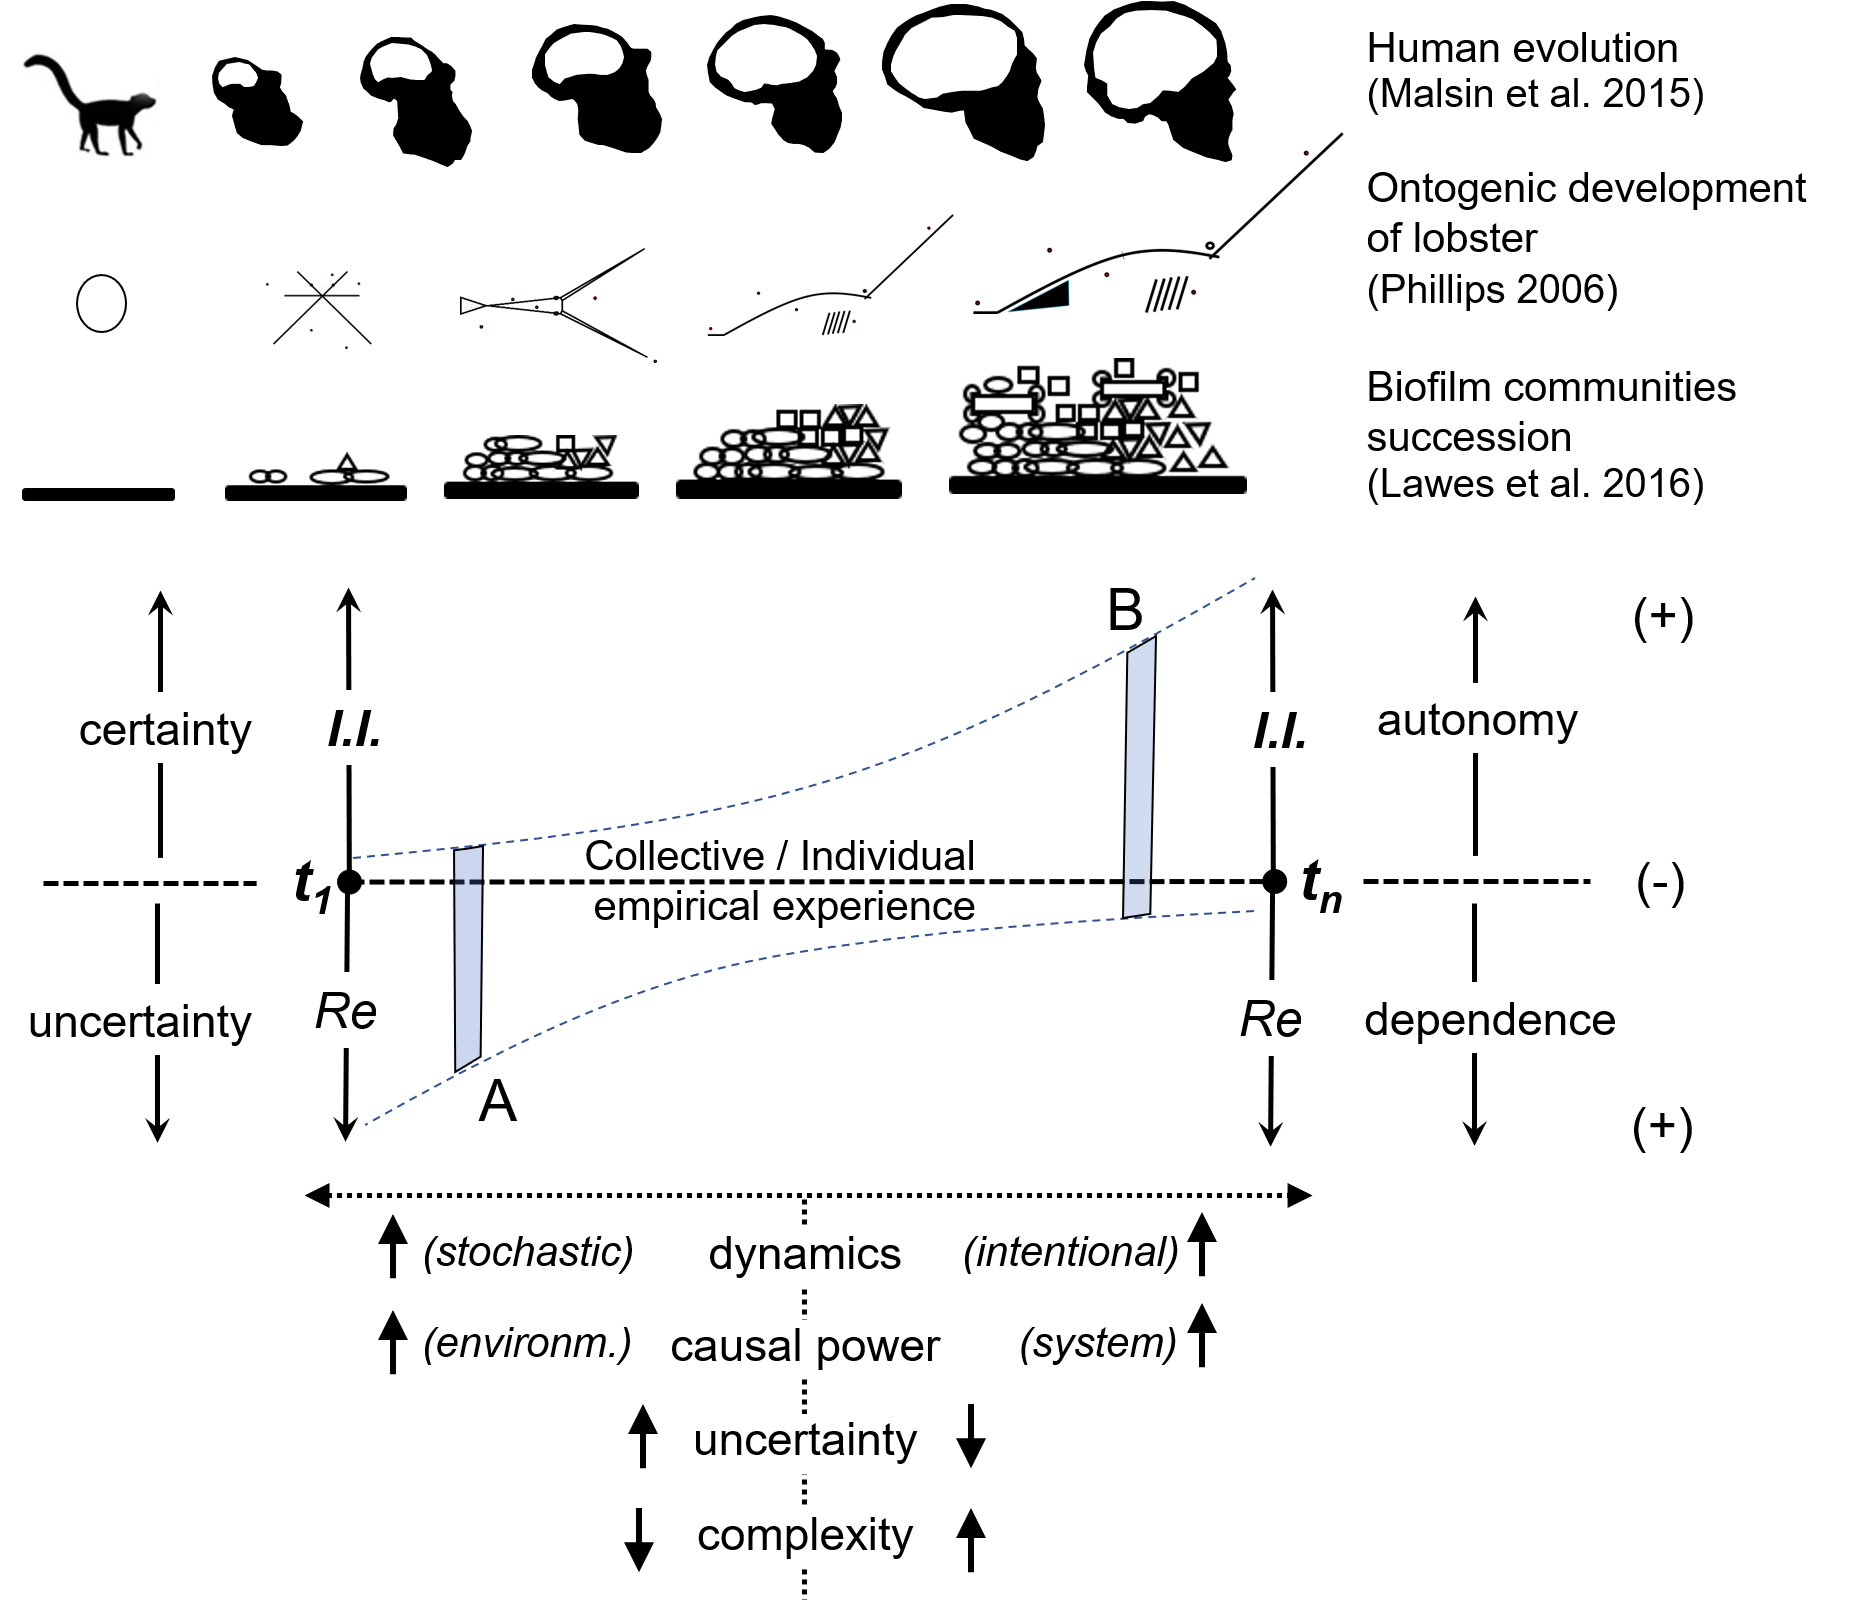 Human evolution
(Malsin et al. 2015)
Ontogenic development
of lobster
(Phillips 2006)
Biofilm communities
succession
(Lawes et al. 2016)
B
(+)
certainty
I.I.
I.I.
autonomy
Collective / Individual
t1
tn
(-)
empirical experience
uncertainty
Re
Re
dependence
A
(+)
(stochastic)
dynamics
(intentional)
(environm.)
causal power
(system)
uncertainty
complexity